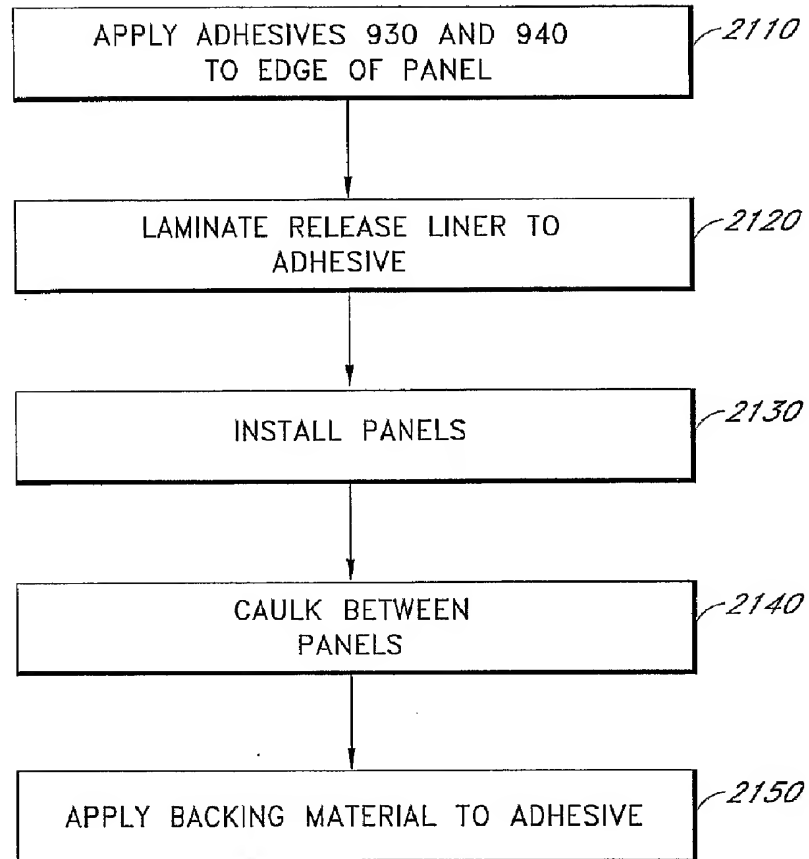 APPLY ADHESIVES 930 AND 940
TO EDGE OF PANEL
2110
LAMINATE RELEASE LINER TO
ADHESIVE
2120
INSTALL PANELS
2130
CAULK BETWEEN
PANELS
2140
APPLY BACKING MATERIAL TO ADHESIVE
2150